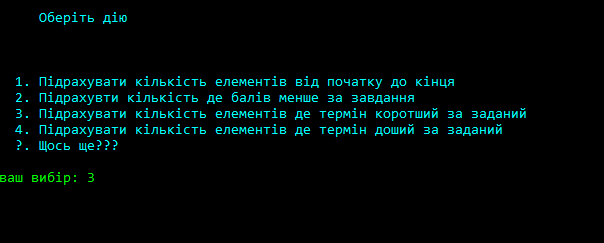 Оберіть дію
1. Підрахувати кількість елементів від початку до кінця
2. Підрахувти кількість де балів менше за завдання
3. Підрахувати кількість елементів де термін коротший за заданий
4. Підрахувати кількість елементів де термін доший за заданий
?. Щось ще???
ваш вибір: 3